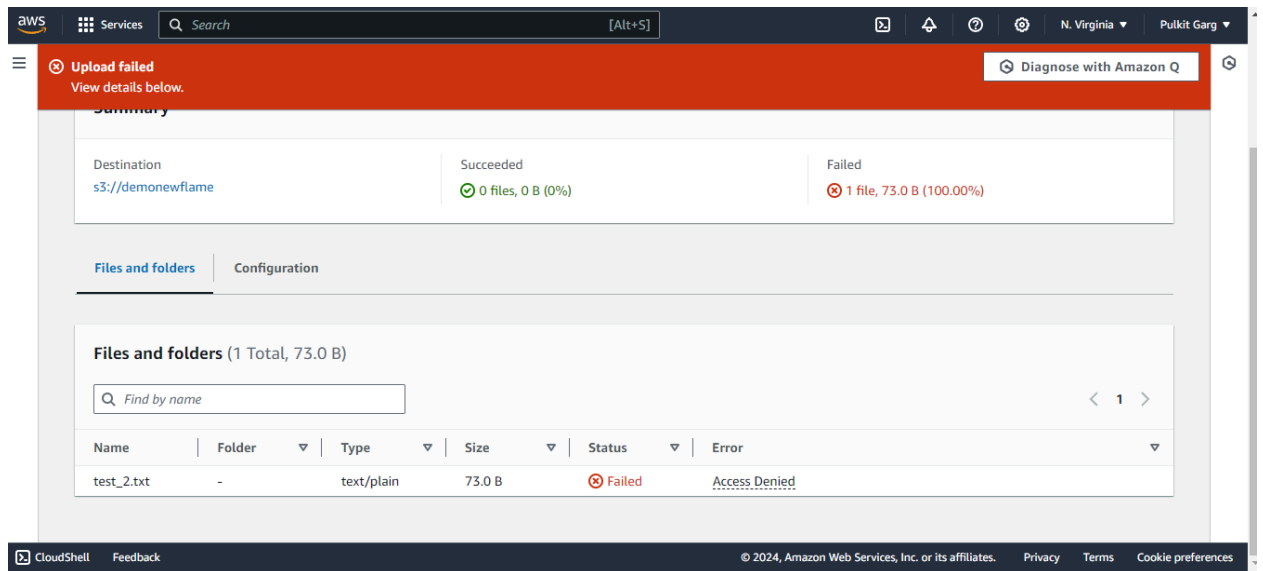 aws Services Search [Alt+S] N. Virginia Pulkit Garg
Upload failed Diagnose with Amazon Q
View details below.
Summary
Destination Succeeded Failed
s3://demonewflame 0 files, 0 B (0%) 1 file, 73.0 B (100.00%)
Files and folders Configuration
Files and folders (1 Total, 73.0 B)
Find by name 1
Name Folder Type Size Status Error
test_2.txt - text/plain 73.0 B Failed Access Denied
CloudShell Feedback © 2024, Amazon Web Services, Inc. or its affiliates. Privacy Terms Cookie preferences